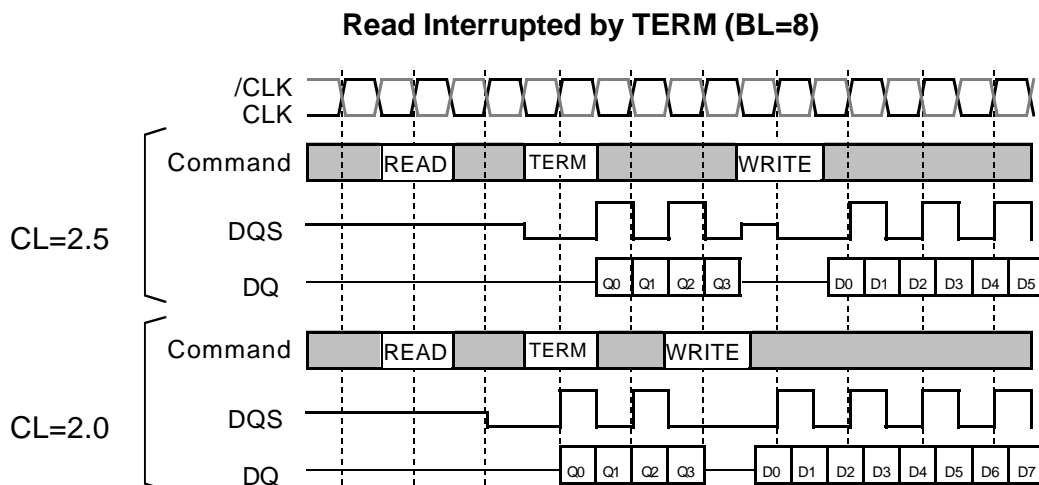 Read Interrupted by TERM (BL=8)
/CLK
CLK
Command READ TERM WRITE
CL=2.5
DQS
DQ Q0 Q1 Q2 Q3 D0 D1 D2 D3 D4 D5
Command READ TERM WRITE
CL=2.0
DQS
DQ Q0 Q1 Q2 Q3 D0 D1 D2 D3 D4 D5 D6 D7